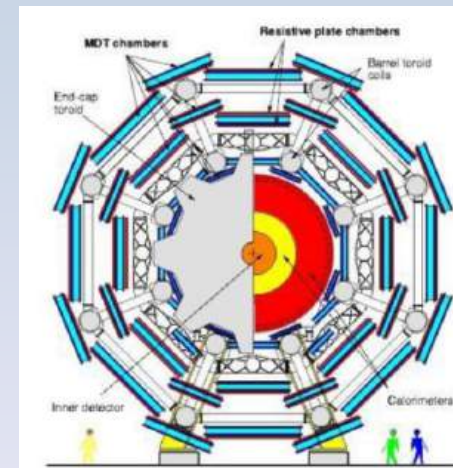 MDT chambers
Resistive plate chambers
Barrel toroid
coils
End-cap
toroid
Inner detector
Calorimeters